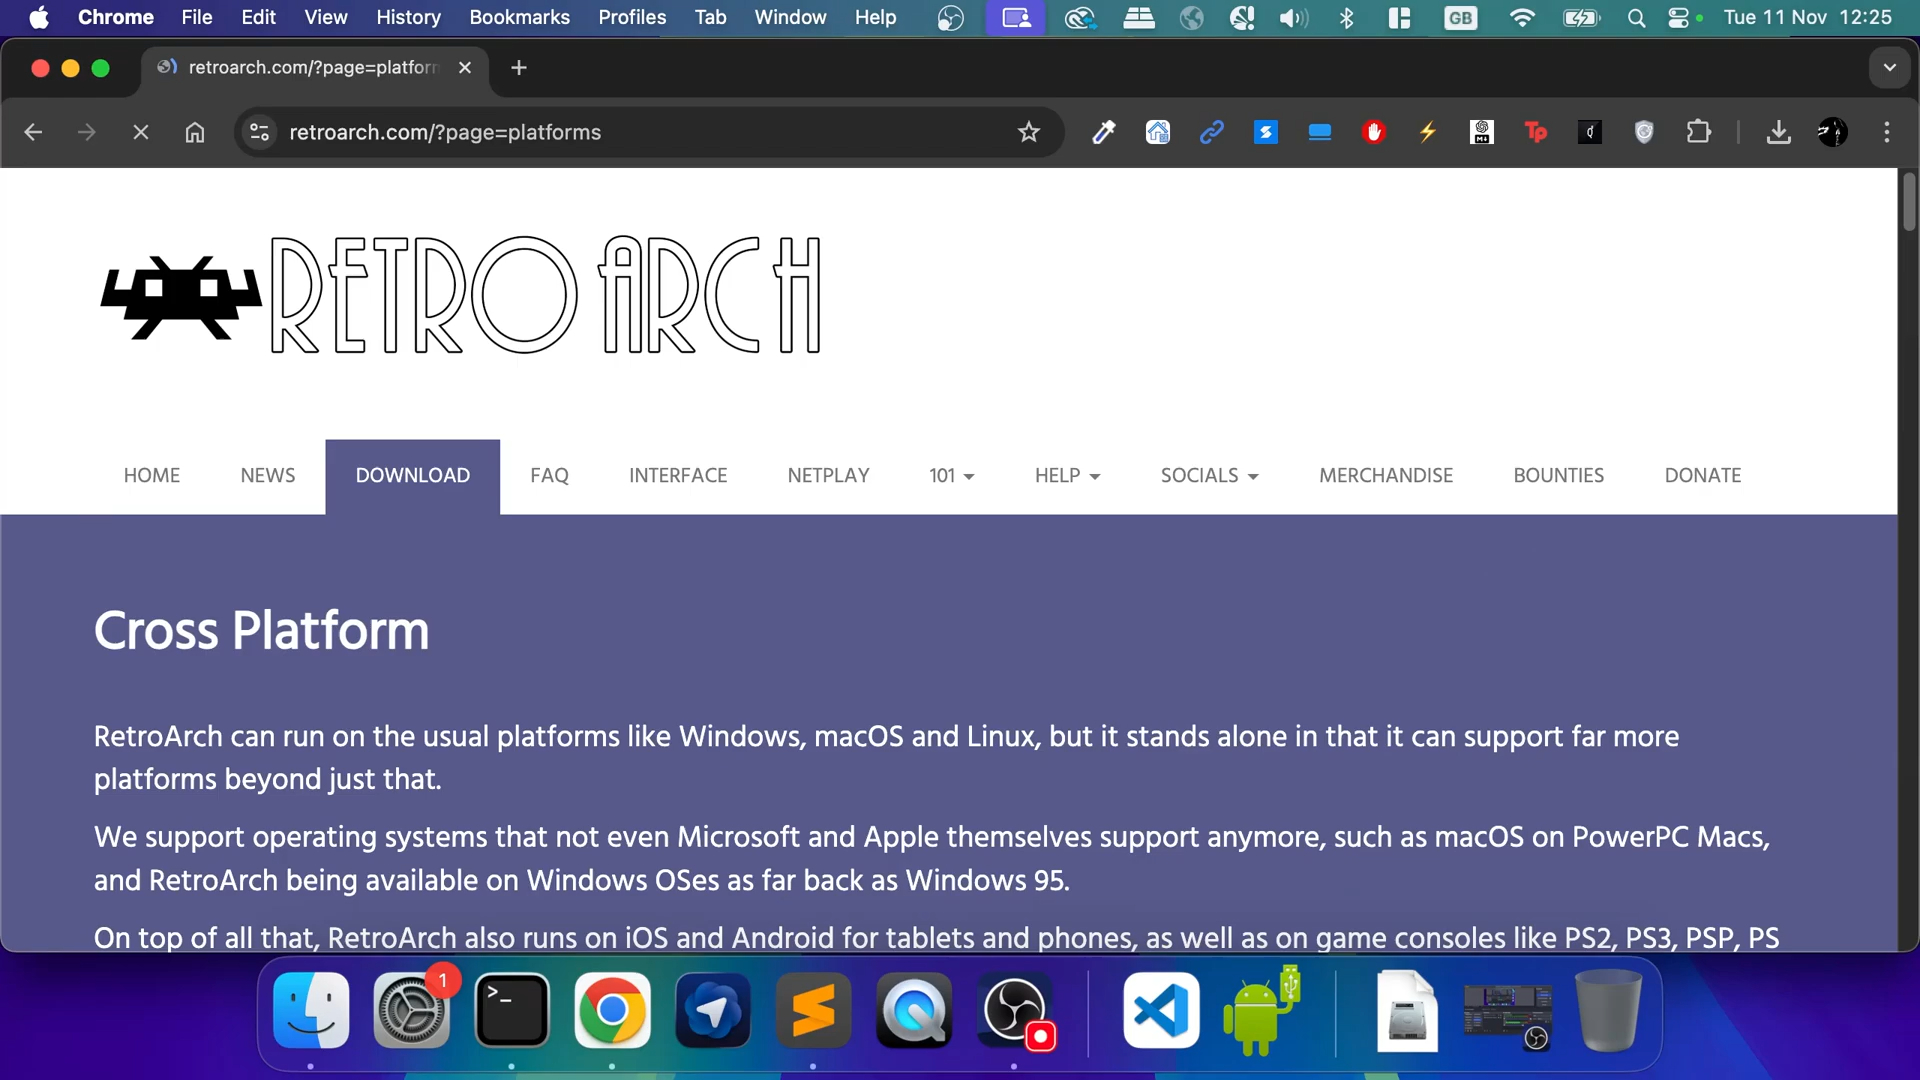 Chrome File Edit View History Bookmarks Profiles Tab Window Help GB Tue 11 Nov 12:25
retroarch.com/?page=platforn
retroarch.com/?page=platforms
RETROARCH
HOME NEWS DOWNLOAD FAQ INTERFACE NETPLAY 101 HELP SOCIALS MERCHANDISE BOUNTIES DONATE
Cross Platform
RetroArch can run on the usual platforms like Windows, macOS and Linux, but it stands alone in that it can support far more
platforms beyond just that.
We support operating systems that not even Microsoft and Apple themselves support anymore, such as macOS on PowerPC Macs,
and RetroArch being available on Windows OSes as far back as Windows 95.
On top of all that, RetroArch also runs on iOS and Android for tablets and phones, as well as on game consoles like PS2, PS3, PSP, PS
1